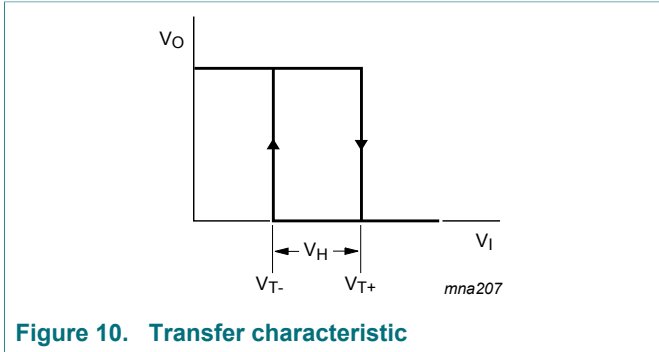 VO
VH
VI
VT-
VT+
mna207
Figure 10. Transfer characteristic